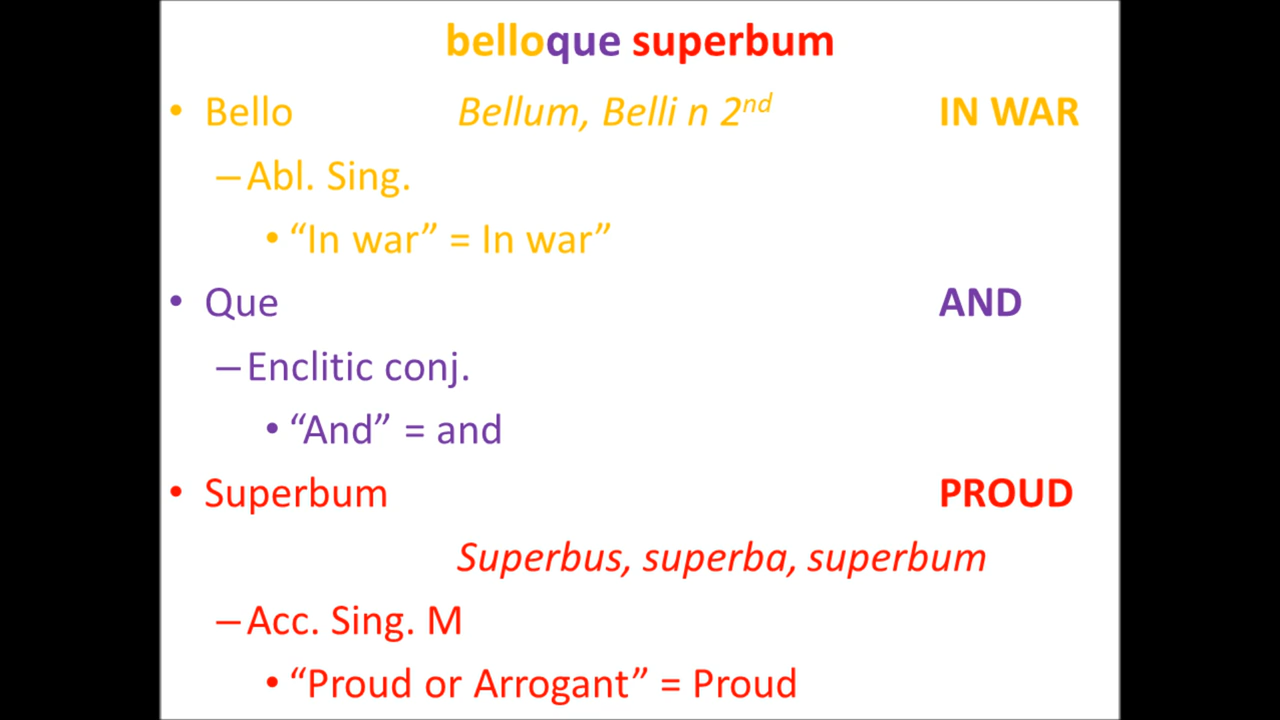 belloque superbum
• Bello Bellum, Belli n 2nd IN WAR
– Abl. Sing.
• “In war” = In war”
• Que AND
– Enclitic conj.
• “And” = and
• Superbum PROUD
Superbus, superba, superbum
– Acc. Sing. M
• “Proud or Arrogant” = Proud